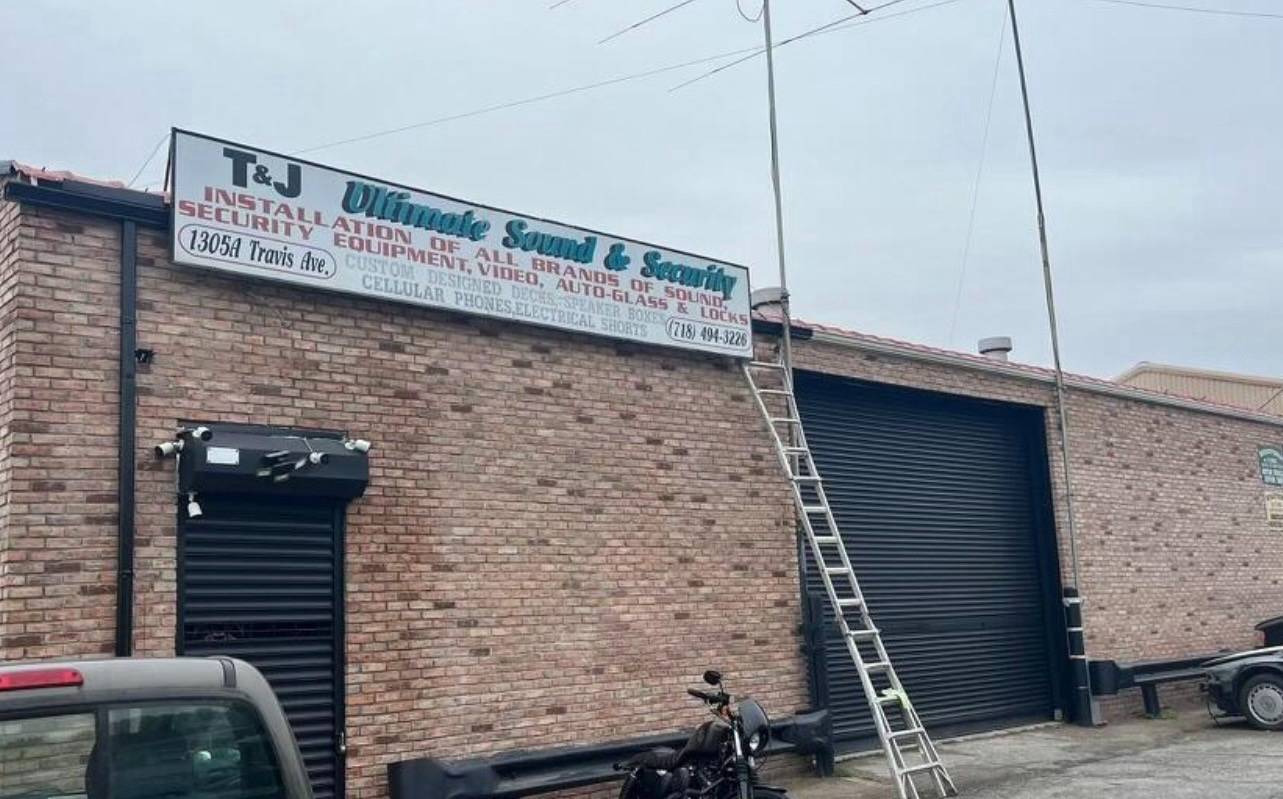 T&J Ultimate Sound & Security
INSTALLATION OF ALL BRANDS OF SOUND,
SECURITY EQUIPMENT, VIDEO, AUTO-GLASS & LOCKS
1305A Travis Ave.
CUSTOM DESIGNED DECKS::SPEAKER BOXES
CELLULAR PHONES,ELECTRICAL SHORTS
(718) 494-3226